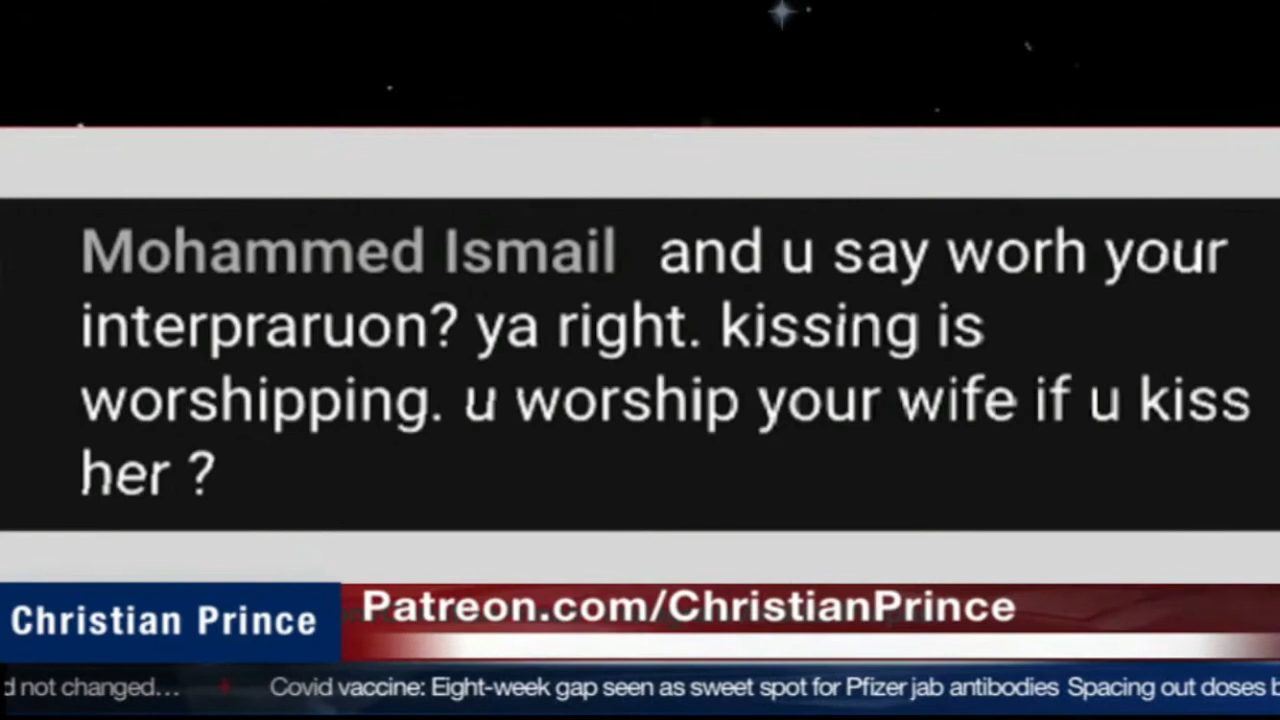 Mohammed Ismail and u say worh your
interpraruon? ya right. kissing is
worshipping. u worship your wife if u kiss
her ?
Christian Prince
Patreon.com/ChristianPrince
d not changed... Covid vaccine: Eight-week gap seen as sweet spot for Pfizer jab antibodies Spacing out doses b